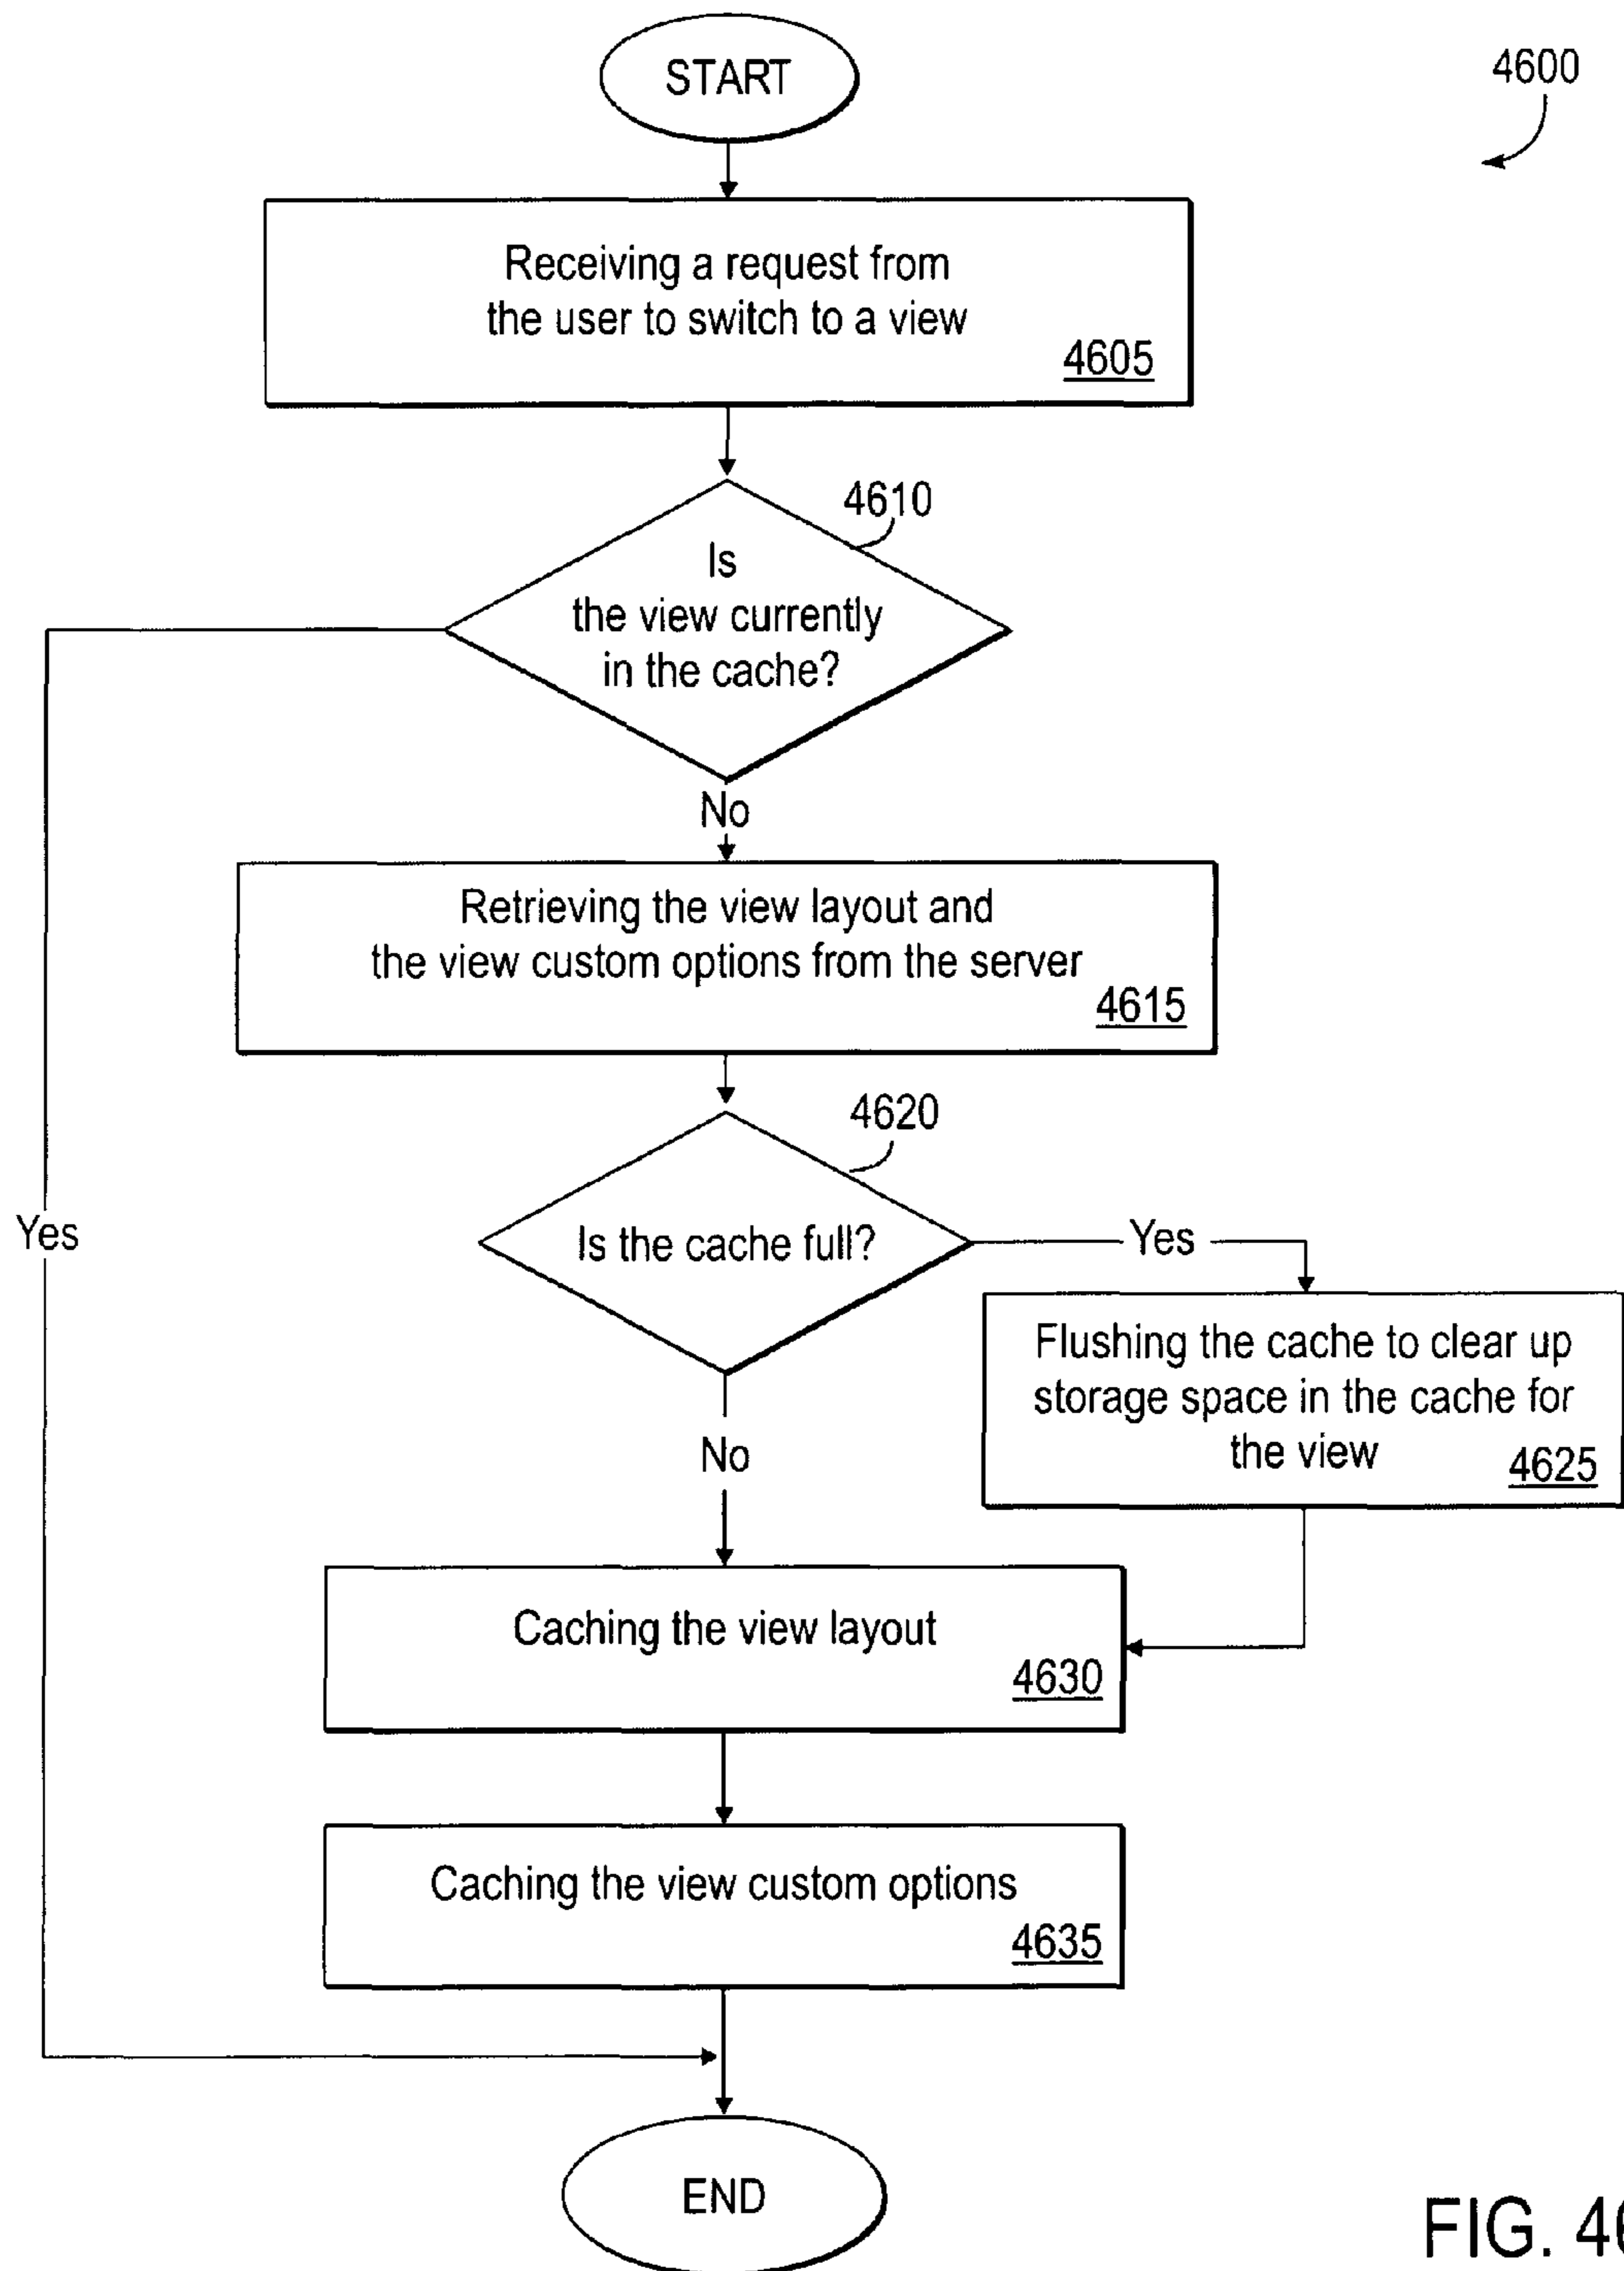 START
4600
Receiving a request from
the user to switch to a view
4605
4610
Is
the view currently
in the cache?
No
Retrieving the view layout and
the view custom options from the server
4615
4620
Yes
Is the cache full?
Yes
Flushing the cache to clear up
storage space in the cache for
the view
4625
No
Caching the view layout
4630
Caching the view custom options
4635
END
FIG. 46